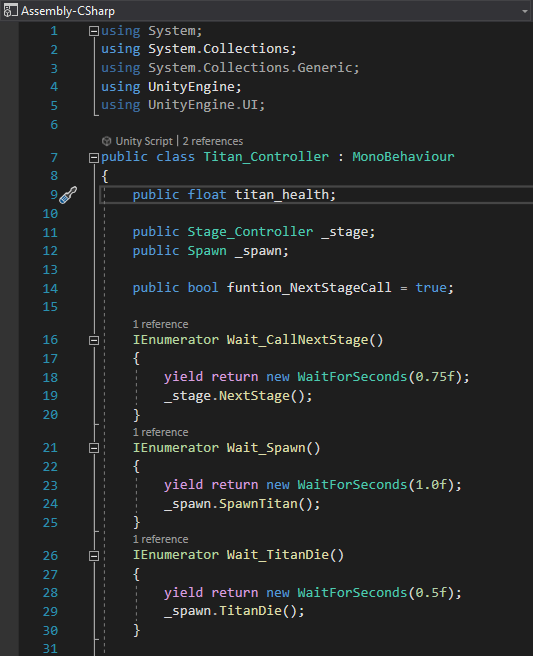 Assembly-CSharp
1 using System;
2 using System.Collections;
3 using System.Collections.Generic;
4 using UnityEngine;
5 using UnityEngine.UI;
6
Unity Script | 2 references
7 public class Titan_Controller : MonoBehaviour
8 {
9 public float titan_health;
10
11 public Stage_Controller _stage;
12 public Spawn _spawn;
13
14 public bool funtion_NextStageCall = true;
15
1 reference
16 IEnumerator Wait_CallNextStage()
17 {
18 yield return new WaitForSeconds(0.75f);
19 _stage.NextStage();
20 }
1 reference
21 IEnumerator Wait_Spawn()
22 {
23 yield return new WaitForSeconds(1.0f);
24 _spawn.SpawnTitan();
25 }
1 reference
26 IEnumerator Wait_TitanDie()
27 {
28 yield return new WaitForSeconds(0.5f);
29 _spawn.TitanDie();
30 }
31